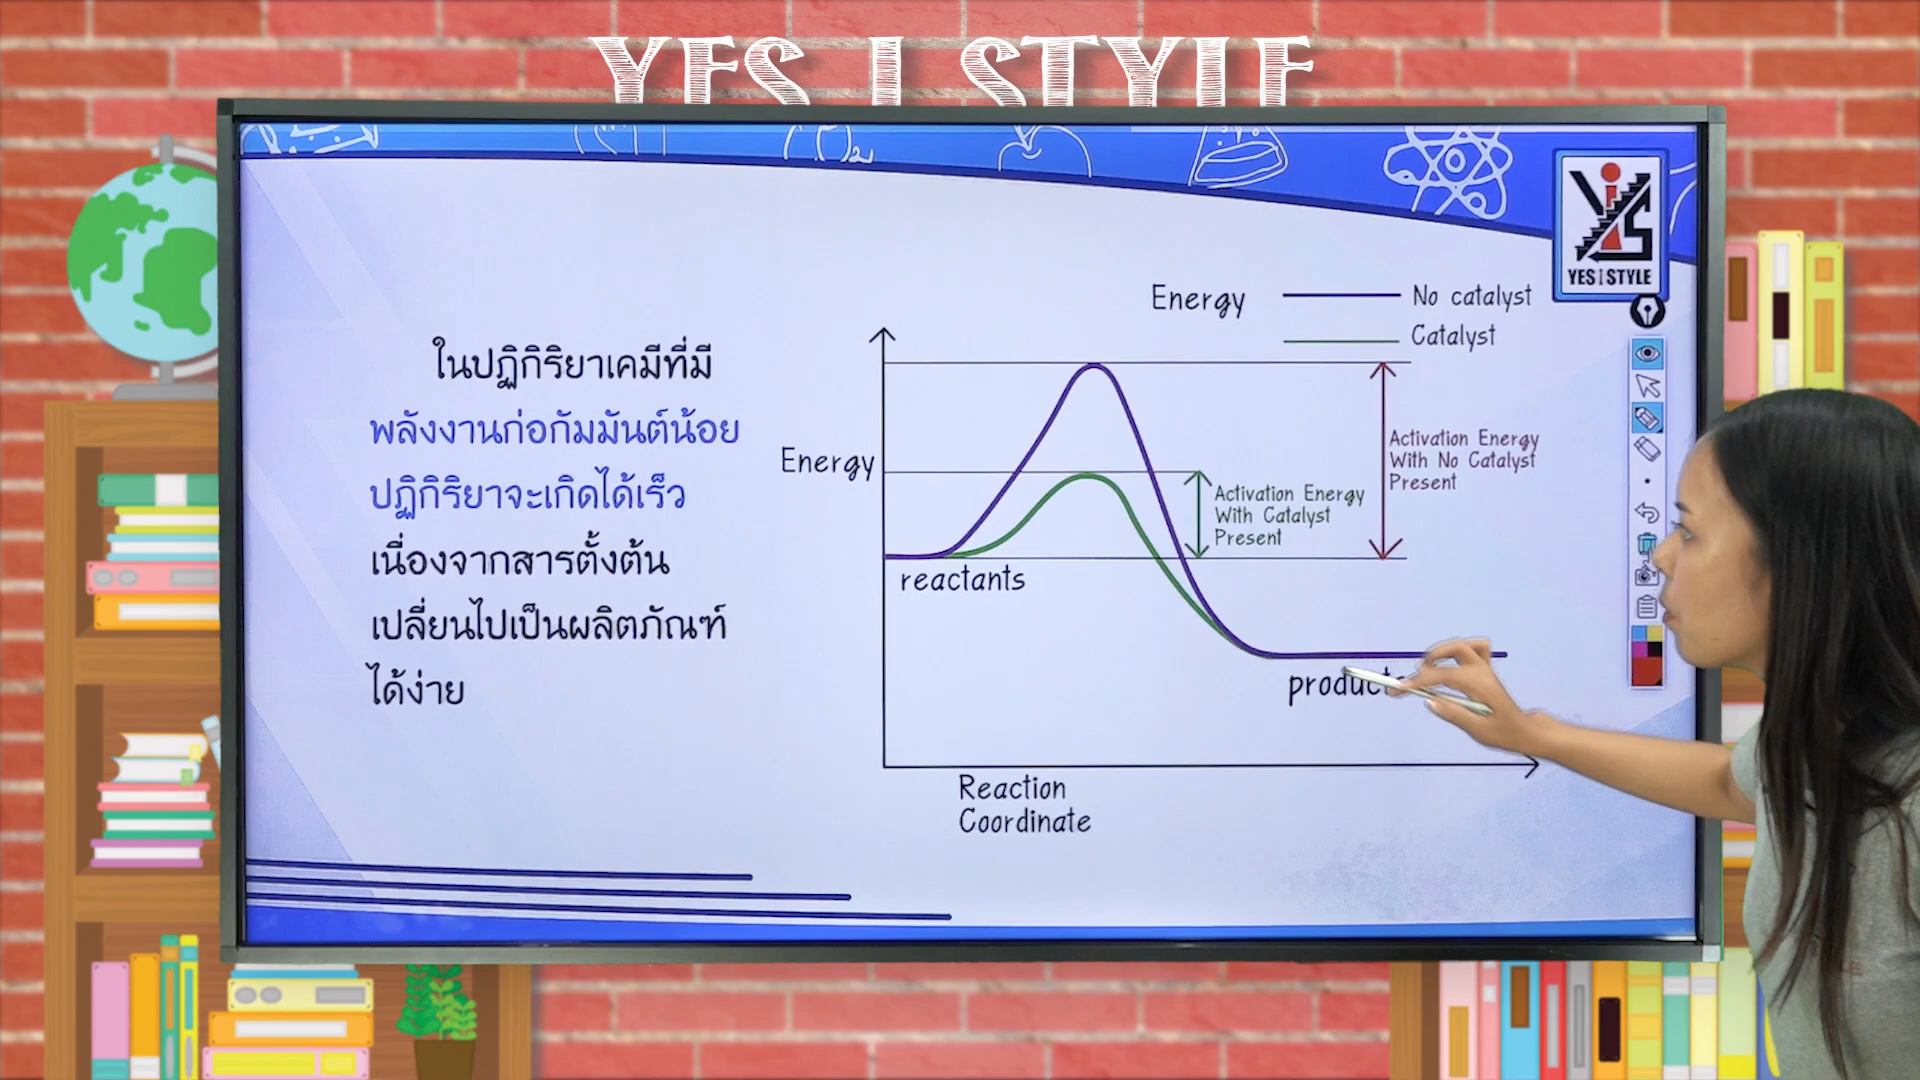 YES I STYLE
YES I STYLE
Energy
No catalyst
Catalyst
ในปฏิกิริยาเคมีที่มี
พลังงานก่อกัมมันต์น้อย
ปฏิกิริยาจะเกิดได้เร็ว
เนื่องจากสารตั้งต้น
เปลี่ยนไปเป็นผลิตภัณฑ์
ได้ง่าย
Energy
Activation Energy
With No Catalyst
Present
Activation Energy
With Catalyst
Present
reactants
products
Reaction
Coordinate